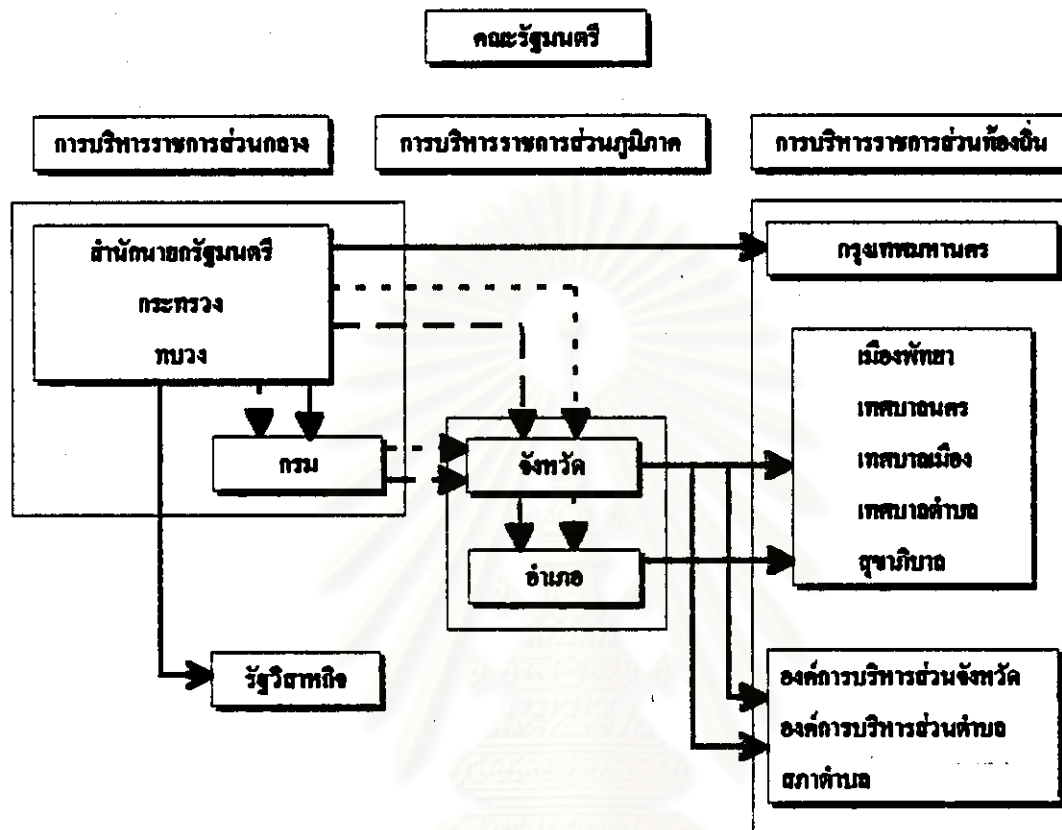 คณะรัฐมนตรี
การบริหารราชการส่วนกลาง
การบริหารราชการส่วนภูมิภาค
การบริหารราชการส่วนท้องถิ่น
สำนักนายกรัฐมนตรี
กระทรวง
ทบวง
กรม
รัฐวิสาหกิจ
จังหวัด
อำเภอ
กรุงเทพมหานคร
เมืองพัทยา
เทศบาลนคร
เทศบาลเมือง
เทศบาลตำบล
สุขาภิบาล
องค์การบริหารส่วนจังหวัด
องค์การบริหารส่วนตำบล
สภาตำบล